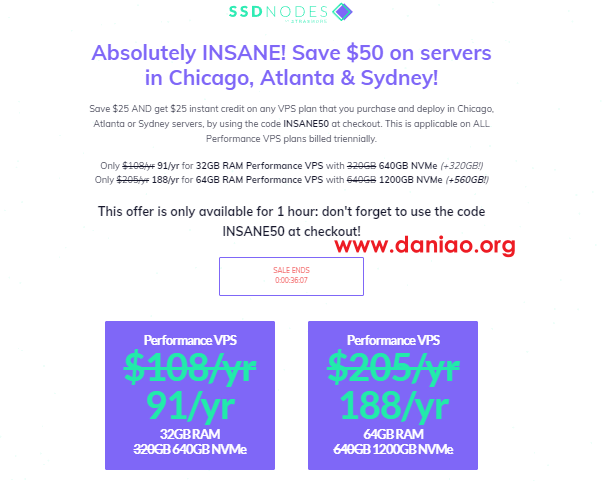 SSDNODES
Absolutely INSANE! Save $50 on servers
in Chicago, Atlanta & Sydney!
Save $25 AND get $25 instant credit on any VPS plan that you purchase and deploy in Chicago,
Atlanta or Sydney servers, by using the code INSANE50 at checkout. This is applicable on ALL
Performance VPS plans billed triennially.
Only $108/yr 91/yr for 32GB RAM Performance VPS with 320GB 640GB NVMe (+320GB!)
Only $205/yr 188/yr for 64GB RAM Performance VPS with 640GB 1200GB NVMe (+560GB!)
This offer is only available for 1 hour: don't forget to use the code
INSANE50 at checkout!
www.daniao.org
SALE ENDS
0:00:36:07
Performance VPS
$108/yr
91/yr
32GB RAM
320GB 640GB NVMe
Performance VPS
$205/yr
188/yr
64GB RAM
640GB 1200GB NVMe